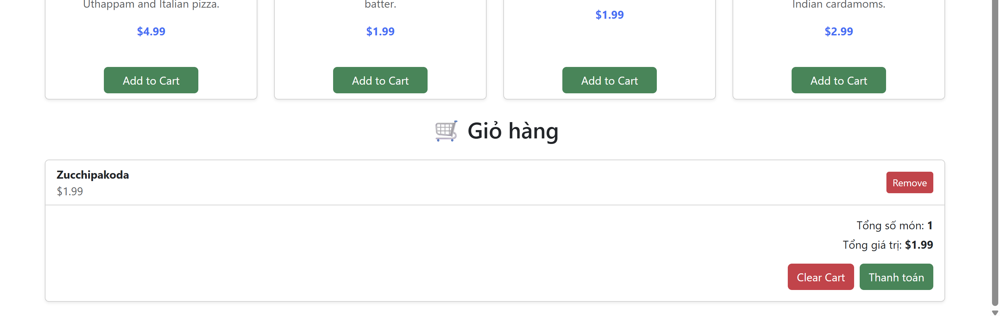 Uthappam and Italian pizza.
$4.99
Add to Cart
batter.
$1.99
Add to Cart
$1.99
Add to Cart
Indian cardamoms.
$2.99
Add to Cart
Giỏ hàng
Zucchipakoda
$1.99
Remove
Tổng số món: 1
Tổng giá trị: $1.99
Clear Cart
Thanh toán